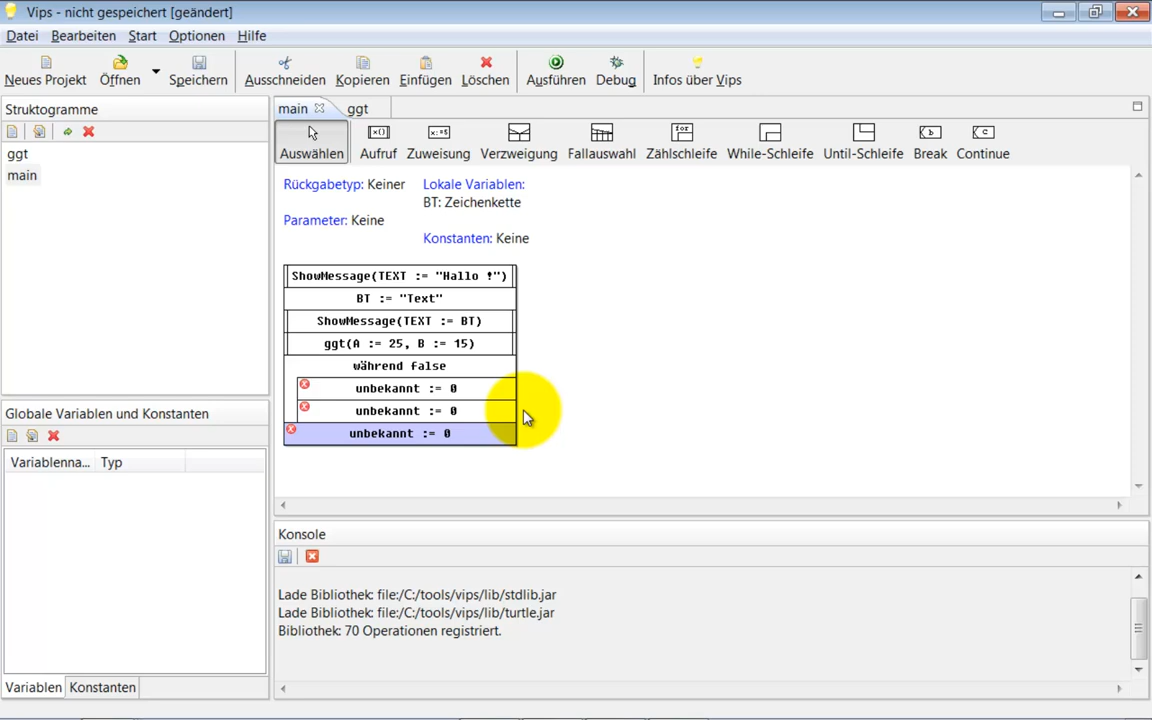 Vips - nicht gespeichert [geändert]
Datei Bearbeiten Start Optionen Hilfe
Neues Projekt Öffnen Speichern Ausschneiden Kopieren Einfügen Löschen Ausführen Debug Infos über Vips
Struktogramme
ggt
main
main ggt
Auswählen Aufruf Zuweisung Verzweigung Fallauswahl Zählschleife While-Schleife Until-Schleife Break Continue
Rückgabetyp: Keiner Lokale Variablen:
BT: Zeichenkette
Parameter: Keine
Konstanten: Keine
ShowMessage(TEXT := "Hallo !")
BT := "Text"
ShowMessage(TEXT := BT)
ggt(A := 25, B := 15)
während false
unbekannt := 0
unbekannt := 0
unbekannt := 0
Globale Variablen und Konstanten
Variablenna... Typ
Variablen Konstanten
Konsole
Lade Bibliothek: file:/C:/tools/vips/lib/stdlib.jar
Lade Bibliothek: file:/C:/tools/vips/lib/turtle.jar
Bibliothek: 70 Operationen registriert.